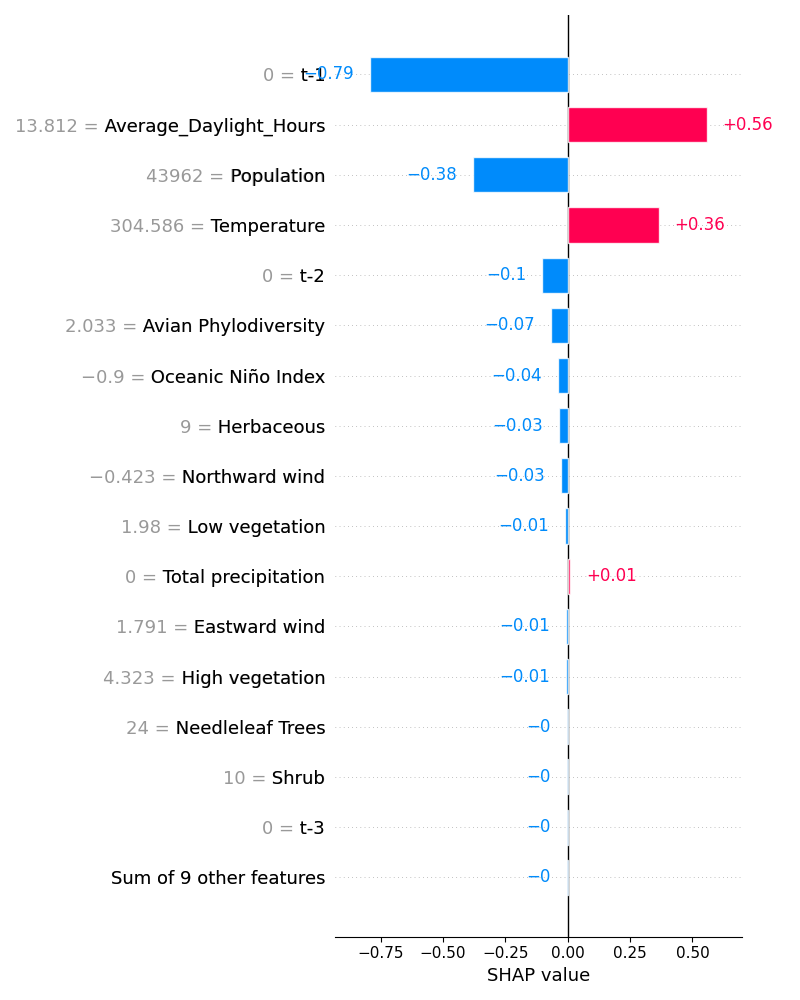 0 = t-1 −0.79
13.812 = Average_Daylight_Hours +0.56
43962 = Population −0.38
304.586 = Temperature +0.36
0 = t-2 −0.1
2.033 = Avian Phylodiversity −0.07
−0.9 = Oceanic Niño Index −0.04
9 = Herbaceous −0.03
−0.423 = Northward wind −0.03
1.98 = Low vegetation −0.01
0 = Total precipitation +0.01
1.791 = Eastward wind −0.01
4.323 = High vegetation −0.01
24 = Needleleaf Trees −0
10 = Shrub −0
0 = t-3 −0
Sum of 9 other features −0
−0.75 −0.50 −0.25 0.00 0.25 0.50
SHAP value